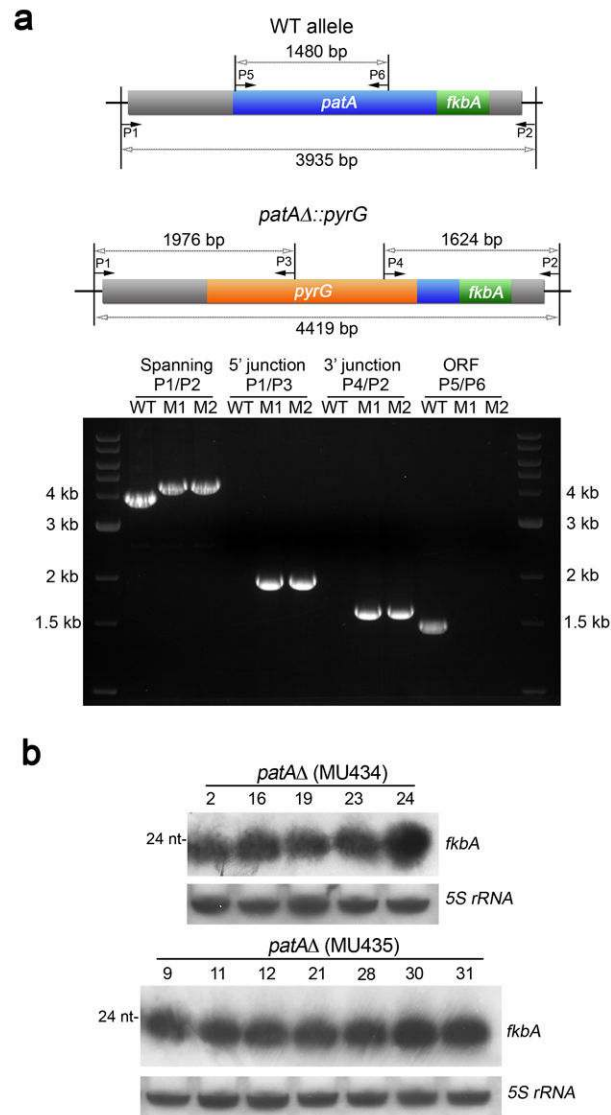 a
WT allele
1480 bp
P5 P6
patA fkbA
P1 P2
3935 bp
patAΔ::pyrG
1976 bp 1624 bp
P1 P3 P4 P2
pyrG fkbA
4419 bp
Spanning 5' junction 3' junction ORF
P1/P2 P1/P3 P4/P2 P5/P6
WT M1 M2 WT M1 M2 WT M1 M2 WT M1 M2
4 kb 4 kb
3 kb 3 kb
2 kb 2 kb
1.5 kb 1.5 kb
b
patAΔ (MU434)
2 16 19 23 24
24 nt- fkbA
5S rRNA
patAΔ (MU435)
9 11 12 21 28 30 31
24 nt- fkbA
5S rRNA